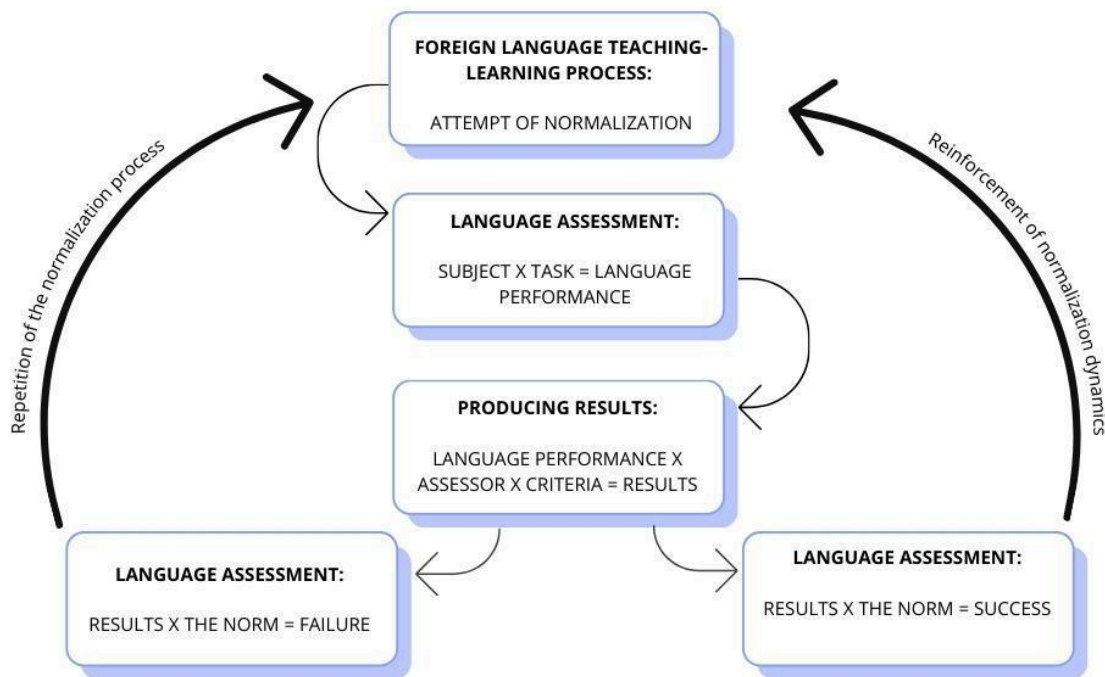 FOREIGN LANGUAGE TEACHING-
LEARNING PROCESS:
ATTEMPT OF NORMALIZATION
Repetition of the normalization process
Reinforcement of normalization dynamics
LANGUAGE ASSESSMENT:
SUBJECT X TASK = LANGUAGE
PERFORMANCE
PRODUCING RESULTS:
LANGUAGE PERFORMANCE X
ASSESSOR X CRITERIA = RESULTS
LANGUAGE ASSESSMENT:
RESULTS X THE NORM = FAILURE
LANGUAGE ASSESSMENT:
RESULTS X THE NORM = SUCCESS